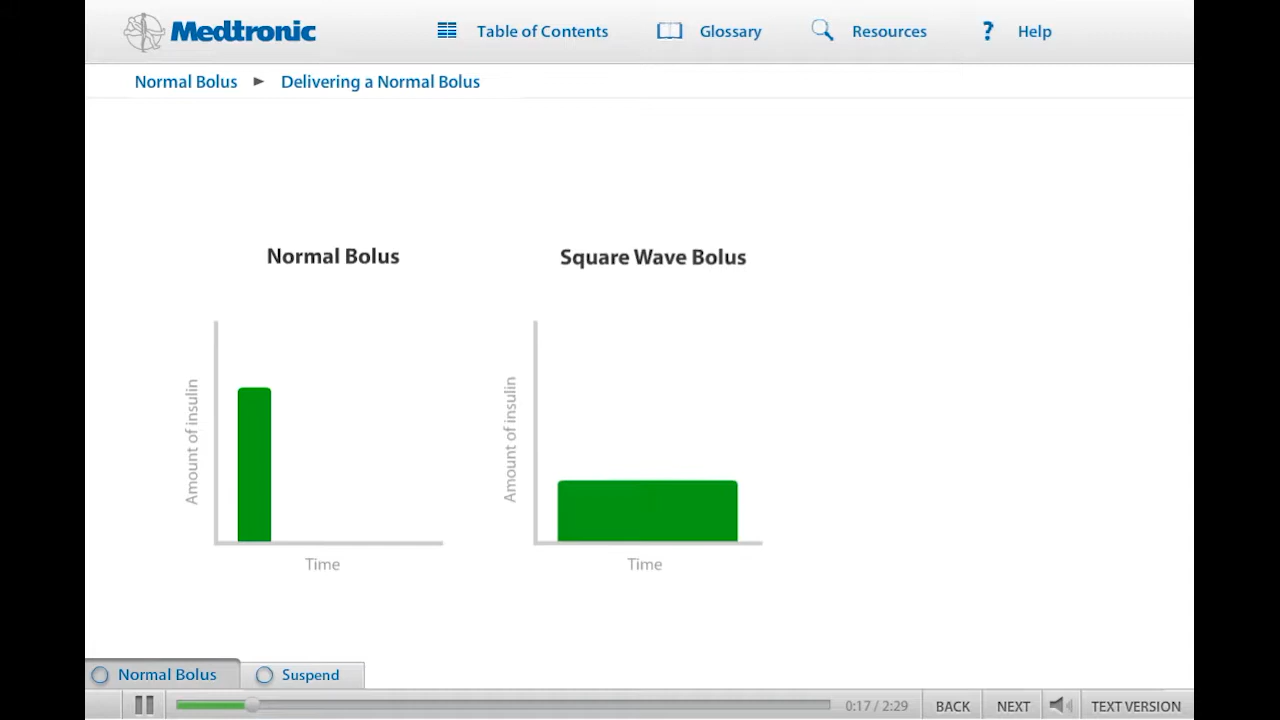 Medtronic
Table of Contents
Glossary
Resources
? Help
Normal Bolus ► Delivering a Normal Bolus
Normal Bolus
Square Wave Bolus
Amount of insulin
Time
Amount of insulin
Time
Normal Bolus
Suspend
0:17 / 2:29
BACK
NEXT
TEXT VERSION